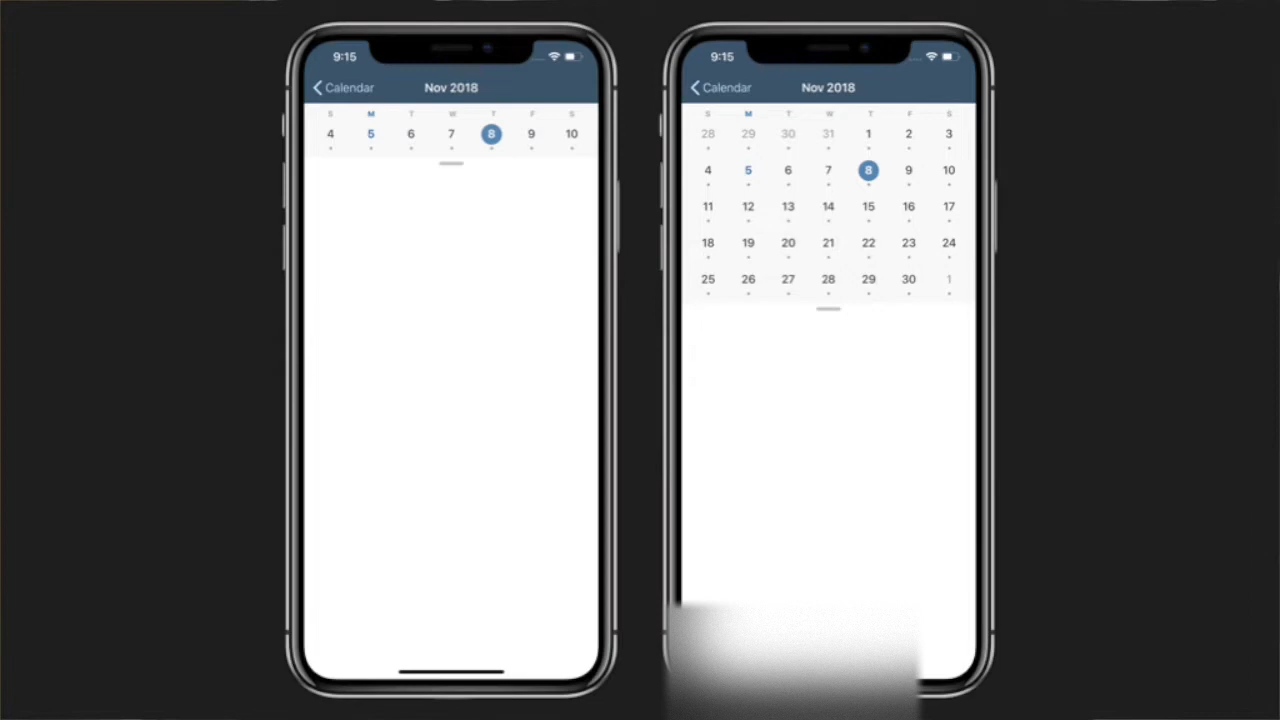 9:15
Calendar Nov 2018
S M T W T F S
4 5 6 7 8 9 10
9:15
Calendar Nov 2018
S M T W T F S
28 29 30 31 1 2 3
4 5 6 7 8 9 10
11 12 13 14 15 16 17
18 19 20 21 22 23 24
25 26 27 28 29 30 1